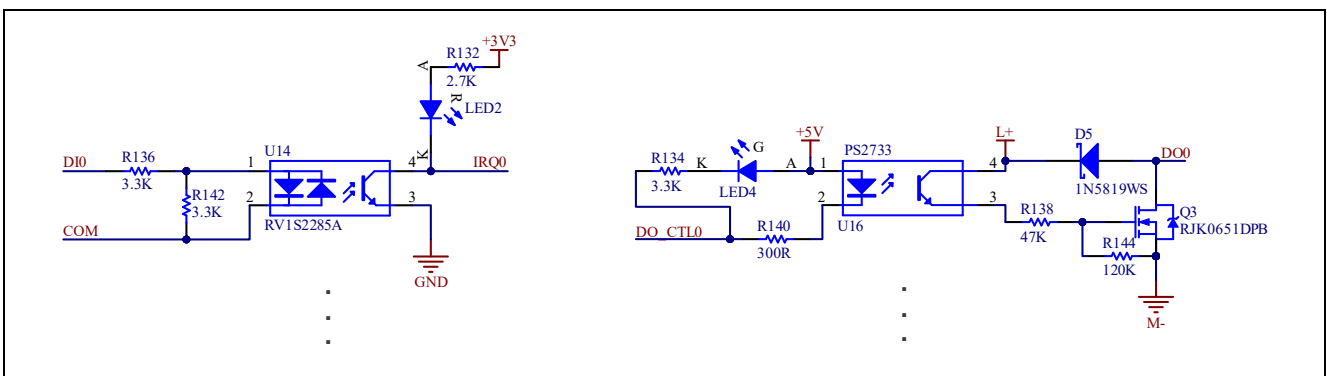 +3V3
R132
2.7K
A
R
LED2
K
DI0
R136
3.3K
R142
3.3K
COM
1
2
U14
RV1S2285A
4
3
IRQ0
GND
.
.
.
R134
3.3K
K
G
A
LED4
+5V
DO_CTL0
R140
300R
1
2
PS2733
U16
4
3
L+
D5
1N5819WS
DO0
R138
47K
Q3
RJK0651DPB
R144
120K
M-
.
.
.